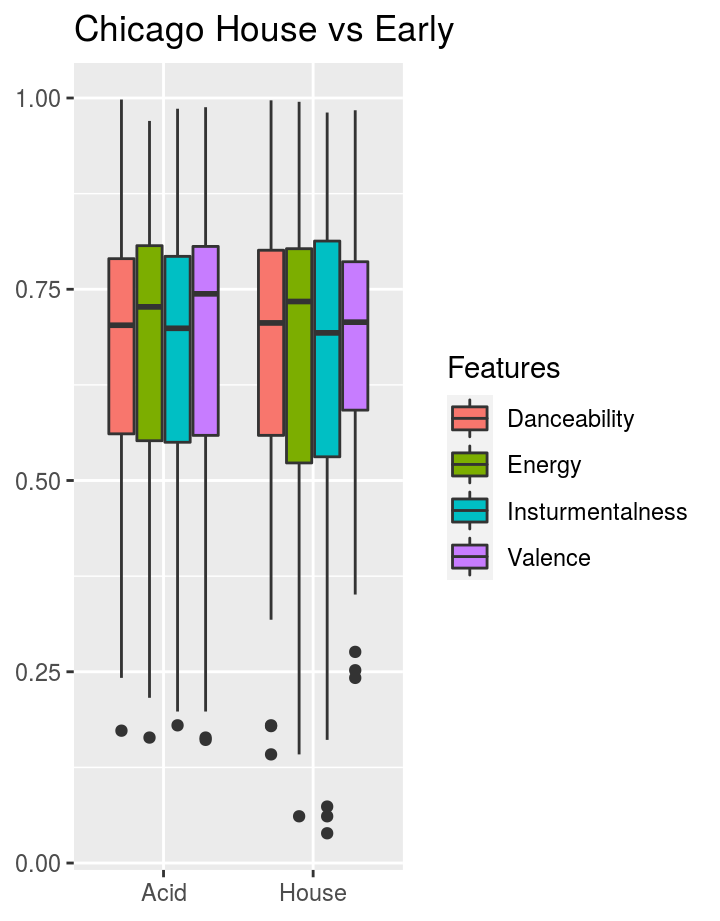 Chicago House vs Early
1.00
0.75
0.50
0.25
0.00
Acid
House
Features
Danceability
Energy
Insturmentalness
Valence